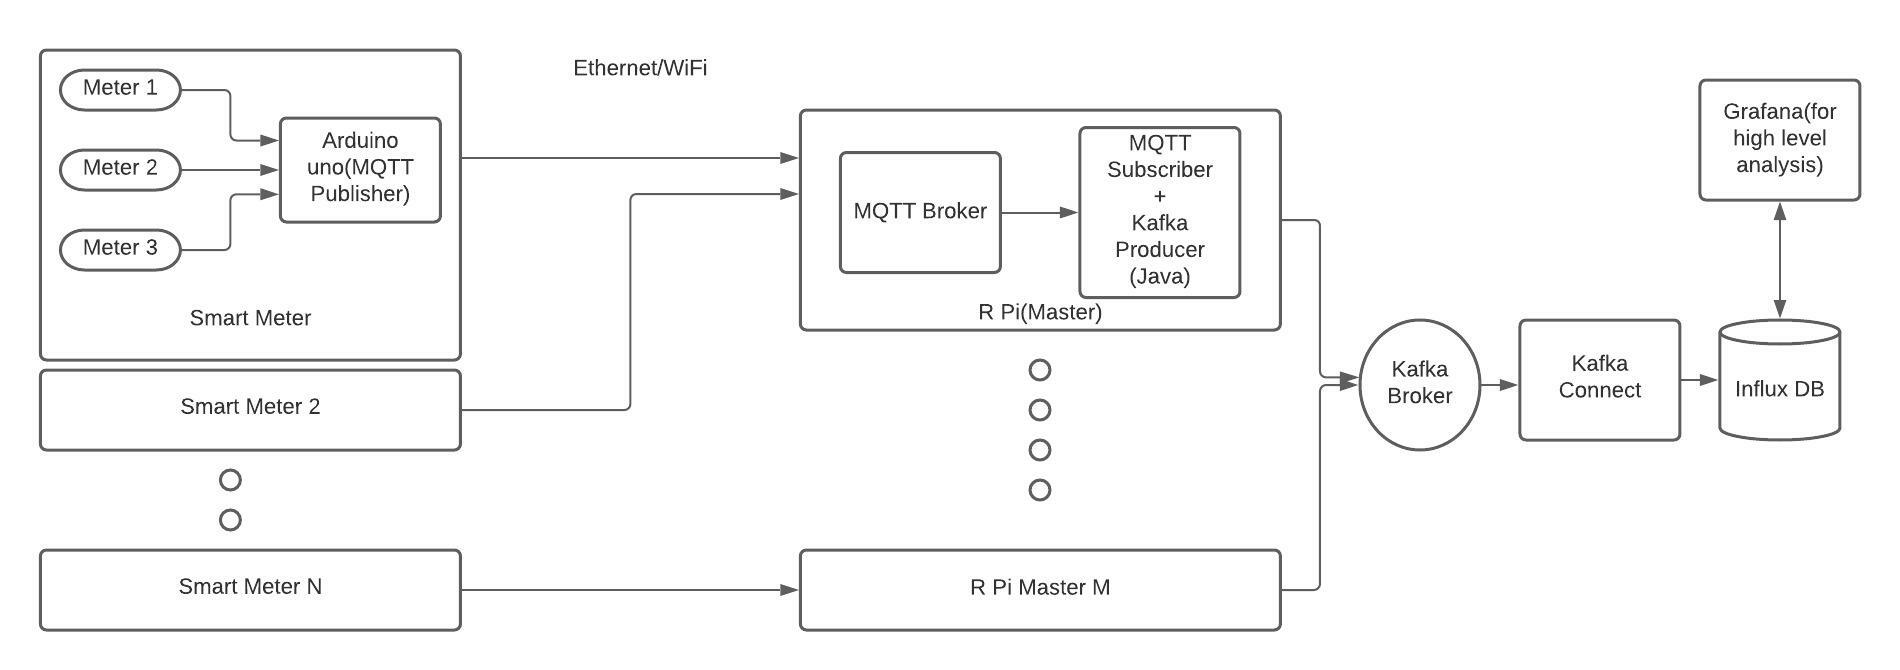 Meter 1
Meter 2
Meter 3
Arduino
uno(MQTT
Publisher)
Smart Meter
Smart Meter 2
Smart Meter N
Ethernet/WiFi
MQTT Broker
MQTT
Subscriber
+
Kafka
Producer
(Java)
R Pi(Master)
R Pi Master M
Kafka
Broker
Kafka
Connect
Influx DB
Grafana(for
high level
analysis)